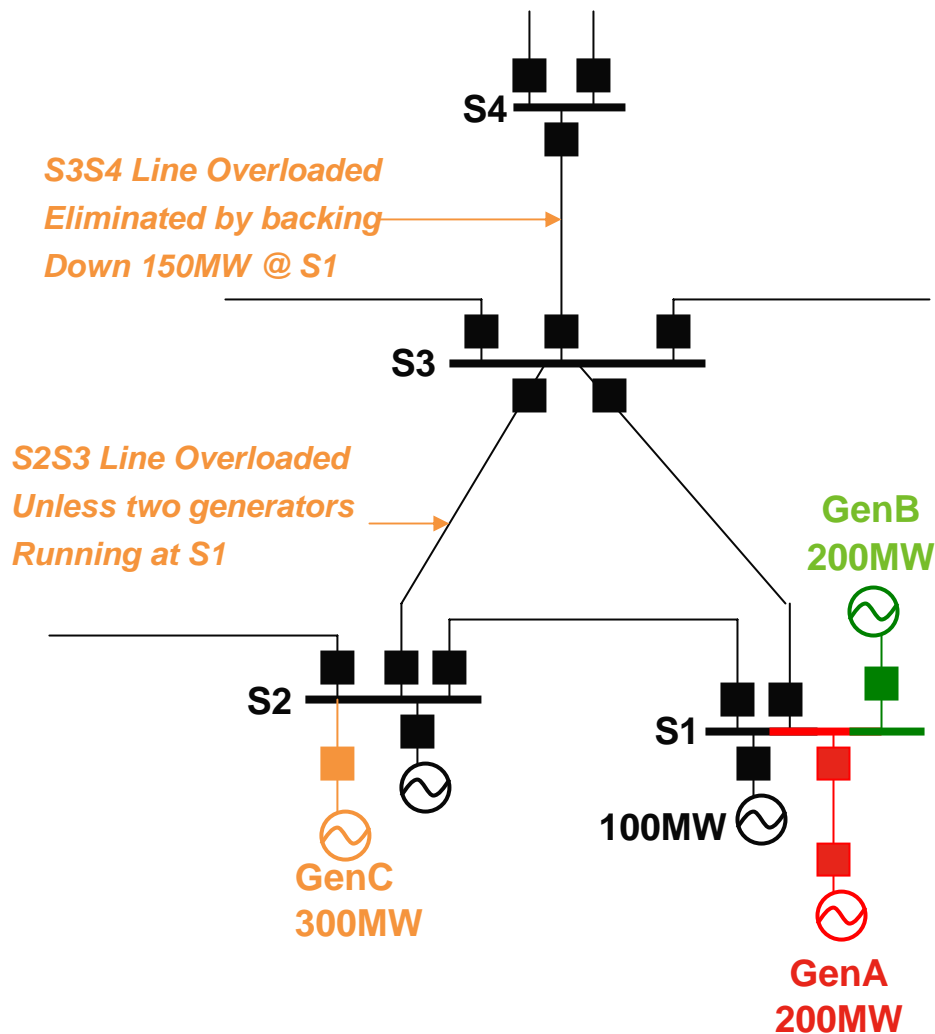 S4
S3S4 Line Overloaded
Eliminated by backing
Down 150MW @ S1
S3
S2S3 Line Overloaded
Unless two generators
Running at S1
GenB
200MW
S2
S1
100MW
GenC
300MW
GenA
200MW